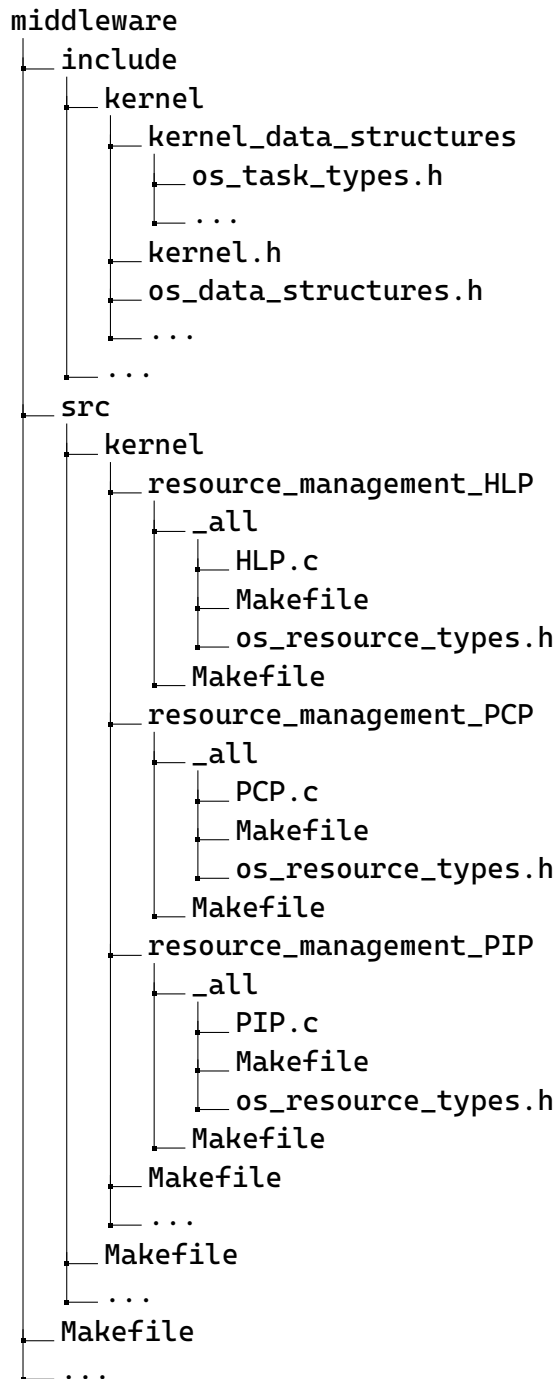 middleware
include
kernel
kernel_data_structures
os_task_types.h
...
kernel.h
os_data_structures.h
...
...
src
kernel
resource_management_HLP
_all
HLP.c
Makefile
os_resource_types.h
Makefile
resource_management_PCP
_all
PCP.c
Makefile
os_resource_types.h
Makefile
resource_management_PIP
_all
PIP.c
Makefile
os_resource_types.h
Makefile
Makefile
...
Makefile
...
Makefile
...